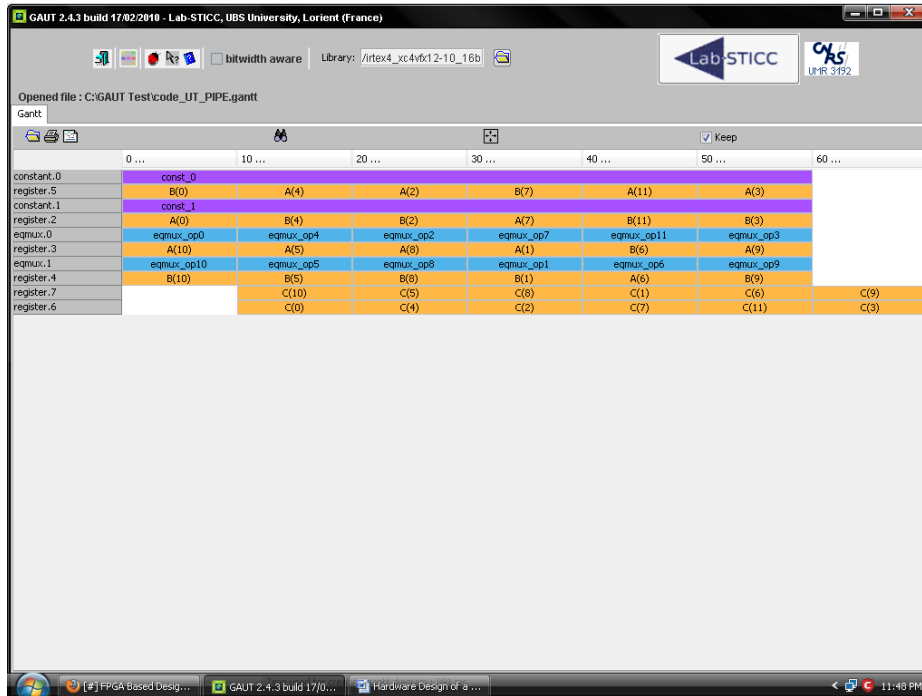 GAUT 2.4.3 build 17/02/2010 - Lab-STICC, UBS University, Lorient (France)
bitwidth aware Library: /irtex4_xc4vfx12-10_16b
Lab-STICC
CNRS
UMR 3192
Opened file : C:\GAUT Test\code_UT_PIPE.gantt
Gantt
Keep
0 ... 10 ... 20 ... 30 ... 40 ... 50 ... 60 ...
constant.0 const_0
register.5 B(0) A(4) A(2) B(7) A(11) A(3)
constant.1 const_1
register.2 A(0) B(4) B(2) A(7) B(11) B(3)
eqmux.0 eqmux_op0 eqmux_op4 eqmux_op2 eqmux_op7 eqmux_op11 eqmux_op3
register.3 A(10) A(5) A(8) A(1) B(6) A(9)
eqmux.1 eqmux_op10 eqmux_op5 eqmux_op8 eqmux_op1 eqmux_op6 eqmux_op9
register.4 B(10) B(5) B(8) B(1) A(6) B(9)
register.7 C(10) C(5) C(8) C(1) C(6) C(9)
register.6 C(0) C(4) C(2) C(7) C(11) C(3)
[#] FPGA Based Desig... GAUT 2.4.3 build 17/0... Hardware Design of a ... 11:48 PM